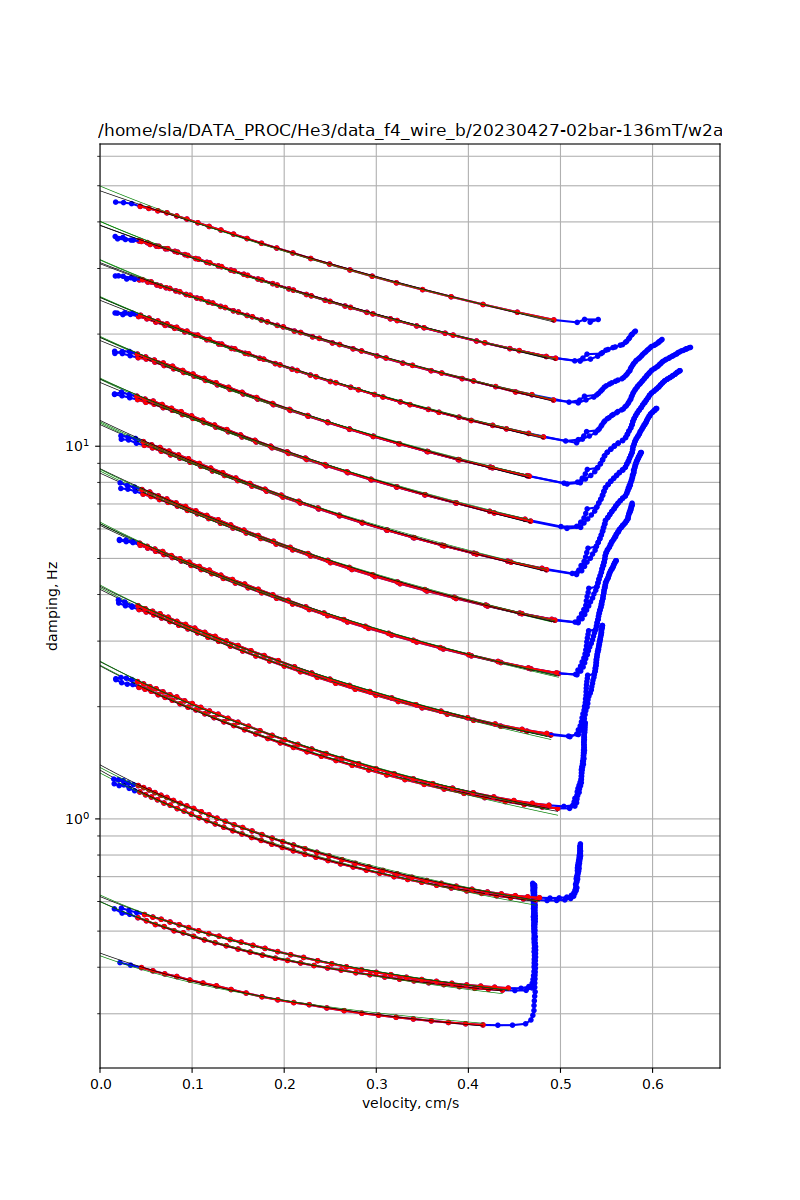 /home/sla/DATA_PROC/He3/data_f4_wire_b/20230427-02bar-136mT/w2a
10¹
damping, Hz
10⁰
0.0 0.1 0.2 0.3 0.4 0.5 0.6
velocity, cm/s